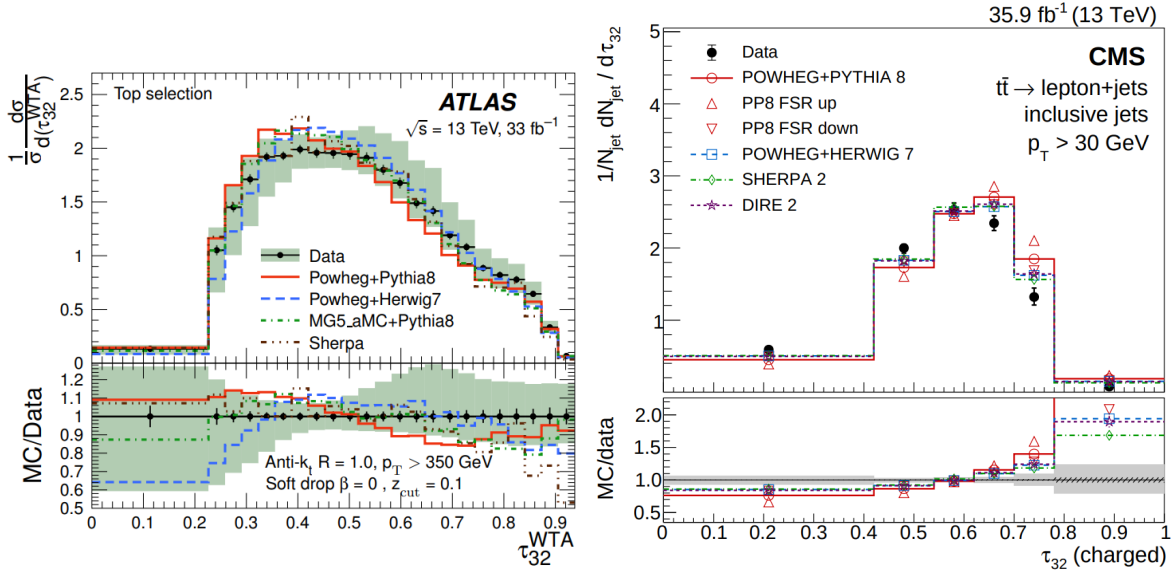 Top selection
ATLAS
√s = 13 TeV, 33 fb⁻¹
1/σ dσ/d(τ₃₂^WTA)
2.5
2
1.5
1
0.5
0
Data
Powheg+Pythia8
Powheg+Herwig7
MG5_aMC+Pythia8
Sherpa
MC/Data
1.2
1.1
1
0.9
0.8
0.7
0.6
0.5
Anti-kₜ R = 1.0, p_T > 350 GeV
Soft drop β = 0 , z_cut = 0.1
0 0.1 0.2 0.3 0.4 0.5 0.6 0.7 0.8 0.9
τ₃₂^WTA
35.9 fb⁻¹ (13 TeV)
1/N_jet dN_jet / dτ₃₂
5
4
3
2
1
Data
POWHEG+PYTHIA 8
PP8 FSR up
PP8 FSR down
POWHEG+HERWIG 7
SHERPA 2
DIRE 2
CMS
tt̄ → lepton+jets
inclusive jets
p_T > 30 GeV
MC/data
2.0
1.5
1.0
0.5
0 0.1 0.2 0.3 0.4 0.5 0.6 0.7 0.8 0.9 1
τ₃₂ (charged)